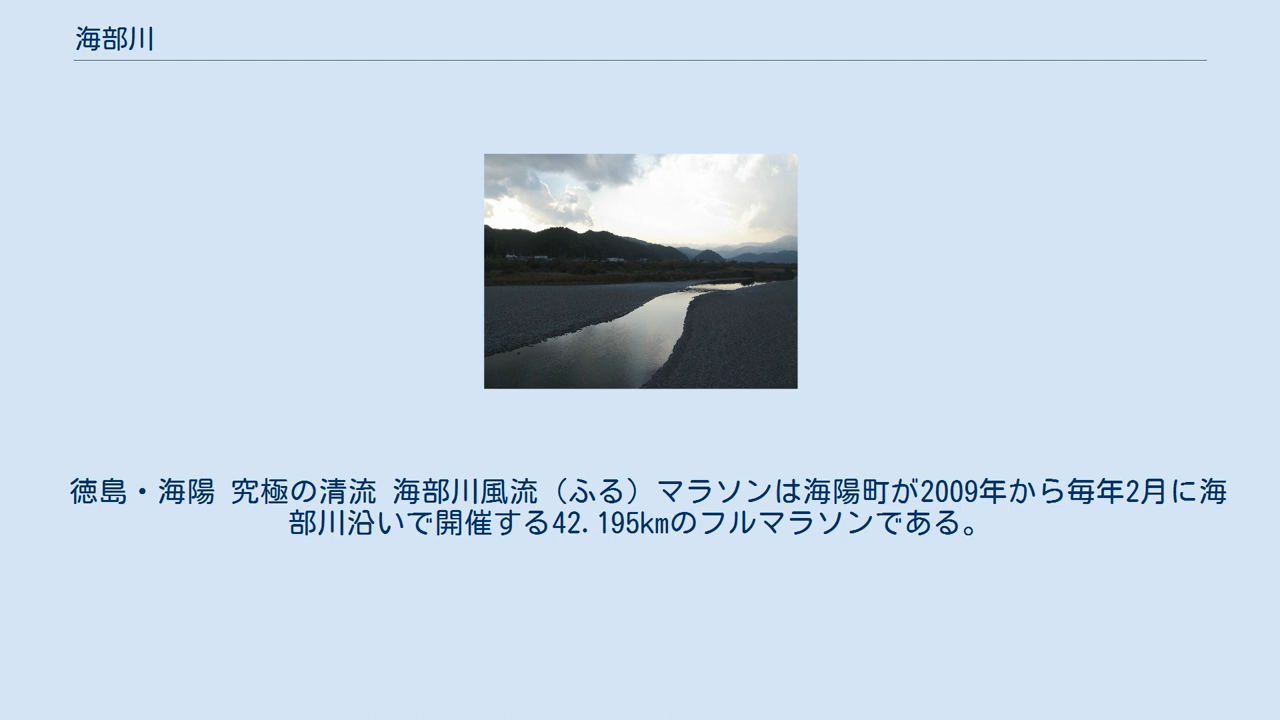 海部川
徳島・海陽 究極の清流 海部川風流（ふる）マラソンは海陽町が2009年から毎年2月に海
部川沿いで開催する42.195kmのフルマラソンである。